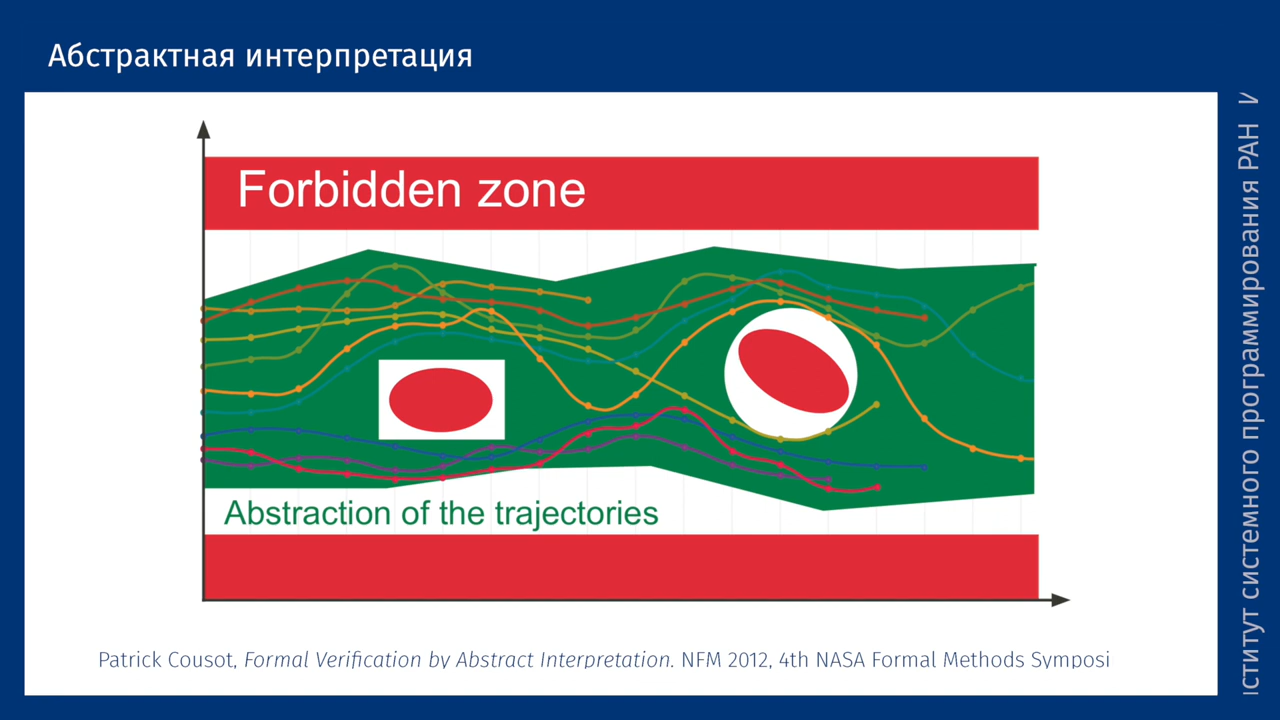 Абстрактная интерпретация
Forbidden zone
Abstraction of the trajectories
Patrick Cousot, Formal Verification by Abstract Interpretation. NFM 2012, 4th NASA Formal Methods Symposi
ститут системного программирования РАН И